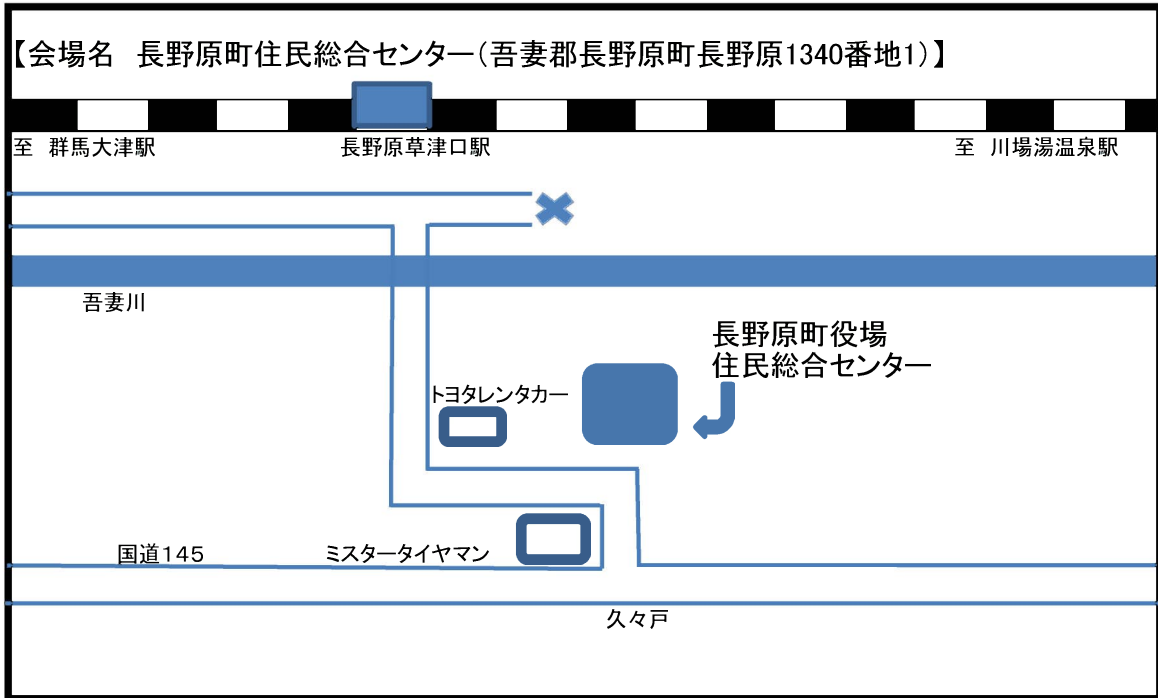 【会場名　長野原町住民総合センター(吾妻郡長野原町長野原1340番地1)】
至　群馬大津駅
長野原草津口駅
至　川場湯温泉駅
吾妻川
長野原町役場
住民総合センター
トヨタレンタカー
国道145
ミスタータイヤマン
久々戸